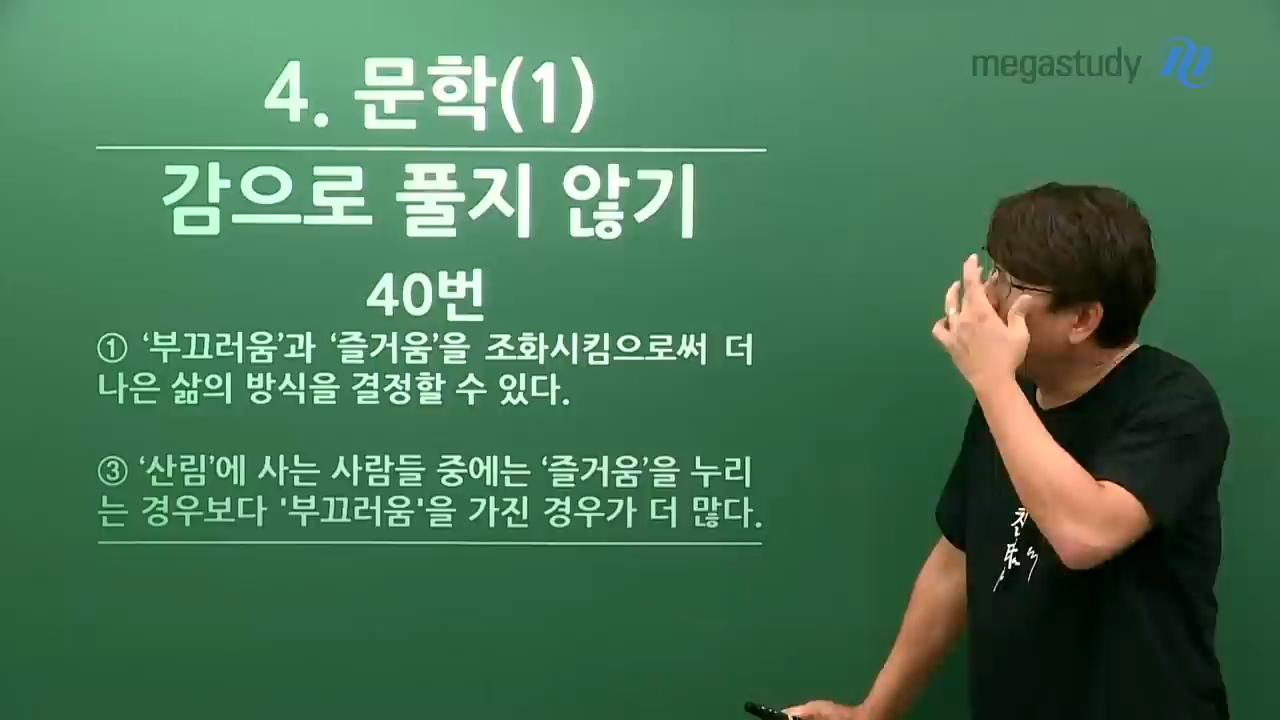 megastudy
4. 문학(1)
감으로 풀지 않기
40번
① ‘부끄러움’과 ‘즐거움’을 조화시킴으로써 더
나은 삶의 방식을 결정할 수 있다.
③ ‘산림’에 사는 사람들 중에는 ‘즐거움’을 누리
는 경우보다 '부끄러움'을 가진 경우가 더 많다.